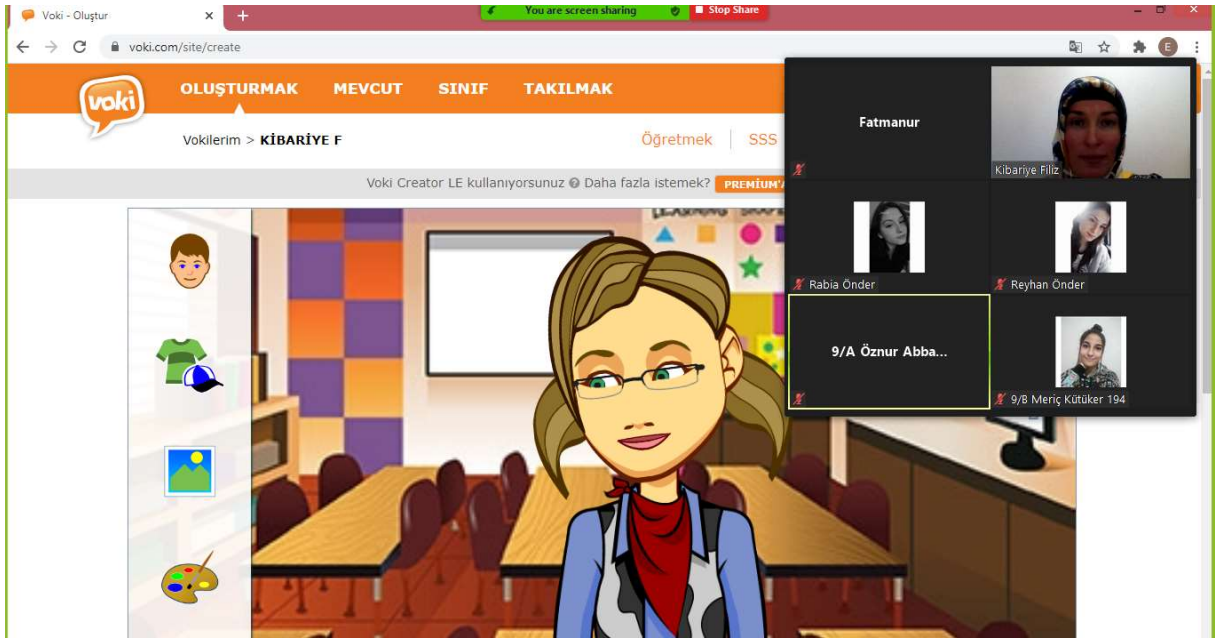 Voki - Oluştur
You are screen sharing
Stop Share
voki.com/site/create
E
voki
OLUŞTURMAK MEVCUT SINIF TAKILMAK
Vokilerim > KİBARİYE F
Öğretmek SSS
Voki Creator LE kullanıyorsunuz Daha fazla istemek? PREMİUM'A
Fatmanur
Kibariye Filiz
Rabia Önder
Reyhan Önder
9/A Öznur Abba...
9/B Meriç Kütüker 194